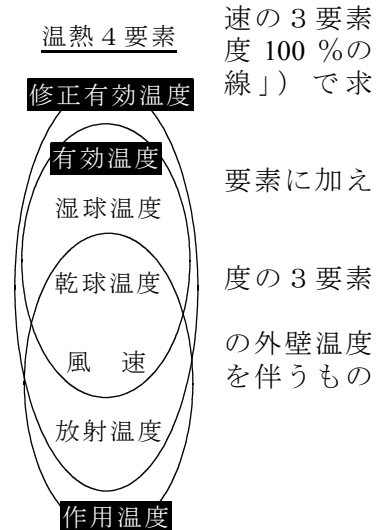 温熱４要素
修正有効温度
有効温度
湿球温度
乾球温度
風　速
放射温度
作用温度
速の３要素
度 100 %の
線」） で 求
要素に加え
度の３要素
の外壁温度
を伴うもの